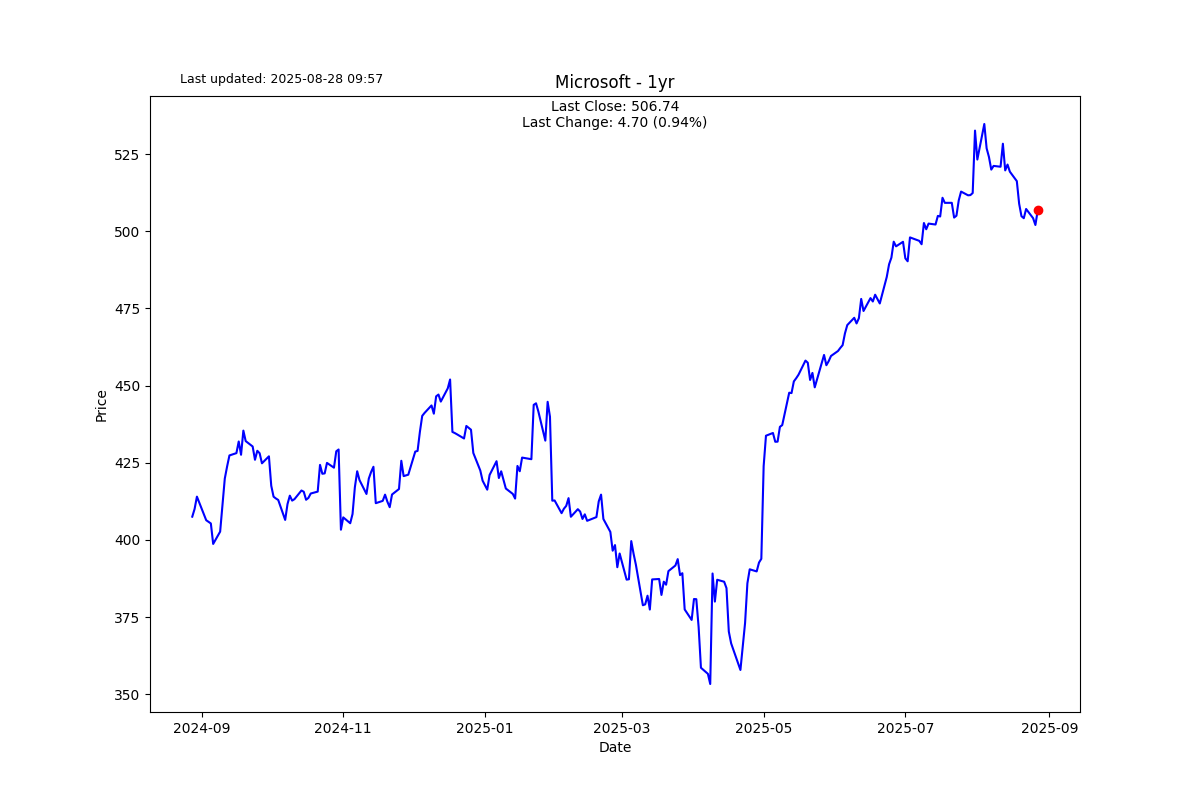 Last updated: 2025-08-28 09:57
Microsoft - 1yr
Last Close: 506.74
Last Change: 4.70 (0.94%)
525
500
475
450
425
400
375
350
Price
2024-09
2024-11
2025-01
2025-03
2025-05
2025-07
2025-09
Date